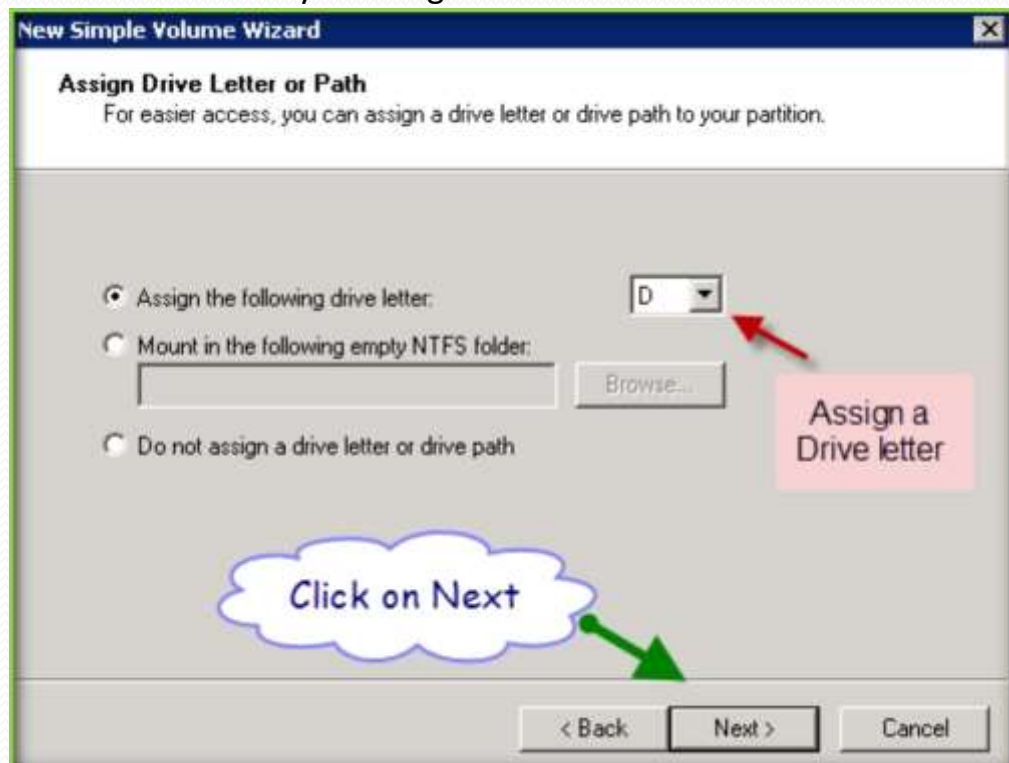 New Simple Volume Wizard
Assign Drive Letter or Path
For easier access, you can assign a drive letter or drive path to your partition.
Assign the following drive letter:
D
Mount in the following empty NTFS folder:
Browse...
Assign a
Drive letter
Do not assign a drive letter or drive path
Click on Next
< Back
Next >
Cancel